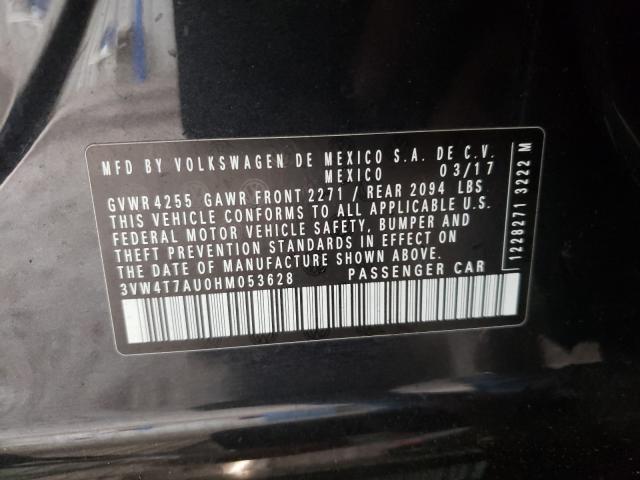 MFD BY VOLKSWAGEN DE MEXICO S.A. DE C.V.
MEXICO 03/17
GVWR 4255 GAWR FRONT 2271 / REAR 2094 LBS
THIS VEHICLE CONFORMS TO ALL APPLICABLE U.S.
FEDERAL MOTOR VEHICLE SAFETY, BUMPER AND
THEFT PREVENTION STANDARDS IN EFFECT ON
THE DATE OF MANUFACTURE SHOWN ABOVE.
3VW4T7AU0HM053628 PASSENGER CAR
1228271 3222 M